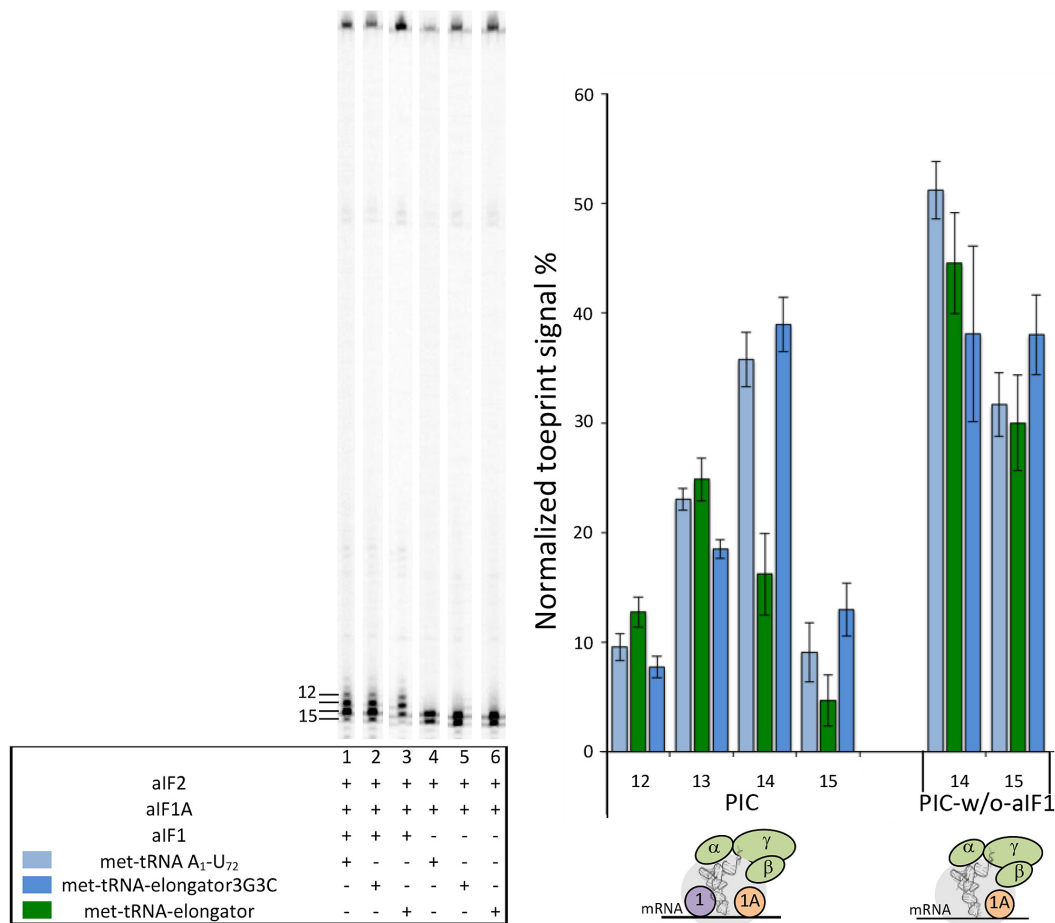 12
15
1 2 3 4 5 6
aIF2 + + + + + +
aIF1A + + + + + +
aIF1 + + + - - -
met-tRNA A₁-U₇₂ + - - + - -
met-tRNA-elongator3G3C - + - - + -
met-tRNA-elongator - - + - - +
Normalized toeprint signal %
60
50
40
30
20
10
0
12 13 14 15 14 15
PIC PIC-w/o-aIF1
α γ β
mRNA 1 1A
α γ β
mRNA 1A